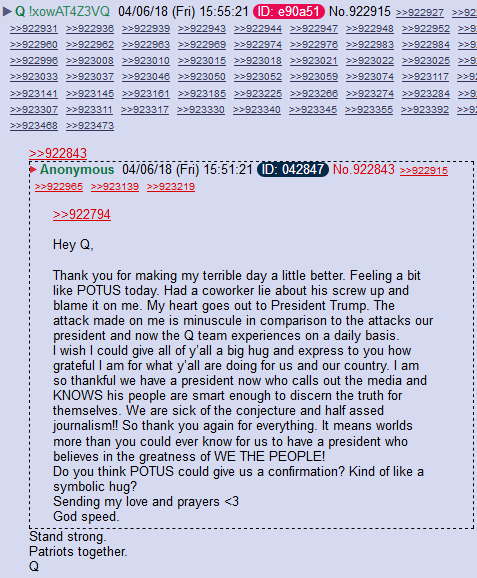 Q !xowAT4Z3VQ 04/06/18 (Fri) 15:55:21 ID: e90a51 No.922915 >>922927 >>92
>>922931 >>922936 >>922939 >>922943 >>922944 >>922947 >>922948 >>922952 >>9
>>922960 >>922962 >>922963 >>922969 >>922974 >>922976 >>922983 >>922984 >>9
>>922996 >>923008 >>923010 >>923015 >>923018 >>923021 >>923022 >>923025 >>9
>>923033 >>923037 >>923046 >>923050 >>923052 >>923059 >>923074 >>923117 >>9
>>923141 >>923145 >>923161 >>923185 >>923225 >>923266 >>923274 >>923284 >>9
>>923307 >>923311 >>923317 >>923330 >>923340 >>923345 >>923355 >>923392 >>92
>>923468 >>923473
>>922843
Anonymous 04/06/18 (Fri) 15:51:21 ID: 042847 No.922843 >>922915
>>922965 >>923139 >>923219
>>922794
Hey Q,
Thank you for making my terrible day a little better. Feeling a bit
like POTUS today. Had a coworker lie about his screw up and
blame it on me. My heart goes out to President Trump. The
attack made on me is minuscule in comparison to the attacks our
president and now the Q team experiences on a daily basis.
I wish I could give all of y'all a big hug and express to you how
grateful I am for what y'all are doing for us and our country. I am
so thankful we have a president now who calls out the media and
KNOWS his people are smart enough to discern the truth for
themselves. We are sick of the conjecture and half assed
journalism!! So thank you again for everything. It means worlds
more than you could ever know for us to have a president who
believes in the greatness of WE THE PEOPLE!
Do you think POTUS could give us a confirmation? Kind of like a
symbolic hug?
Sending my love and prayers <3
God speed.
Stand strong.
Patriots together.
Q